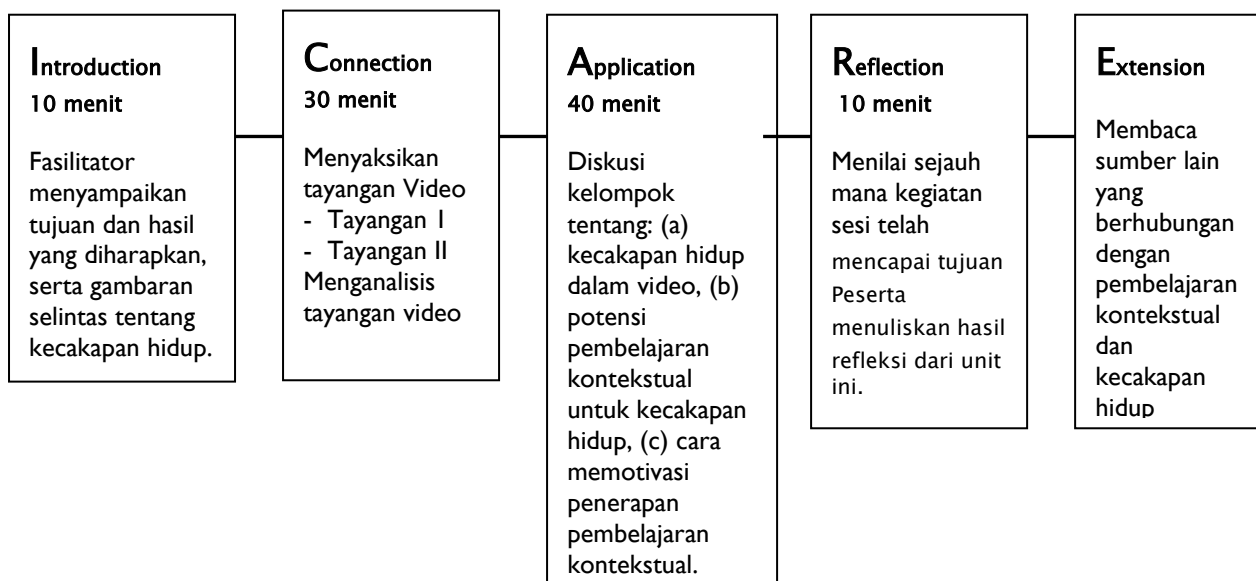 Introduction
10 menit
Fasilitator
menyampaikan
tujuan dan hasil
yang diharapkan,
serta gambaran
selintas tentang
kecakapan hidup.
Connection
30 menit
Menyaksikan
tayangan Video
- Tayangan I
- Tayangan II
Menganalisis
tayangan video
Application
40 menit
Diskusi
kelompok
tentang: (a)
kecakapan hidup
dalam video, (b)
potensi
pembelajaran
kontekstual
untuk kecakapan
hidup, (c) cara
memotivasi
penerapan
pembelajaran
kontekstual.
Reflection
10 menit
Menilai sejauh
mana kegiatan
sesi telah
mencapai tujuan
Peserta
menuliskan hasil
refleksi dari unit
ini.
Extension
Membaca
sumber lain
yang
berhubungan
dengan
pembelajaran
kontekstual
dan
kecakapan
hidup